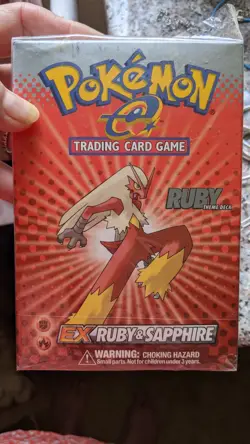 POKéMON
e
TRADING CARD GAME
RUBY
THEME DECK
EX RUBY & SAPPHIRE
WARNING: CHOKING HAZARD
Small parts. Not for children under 3 years.